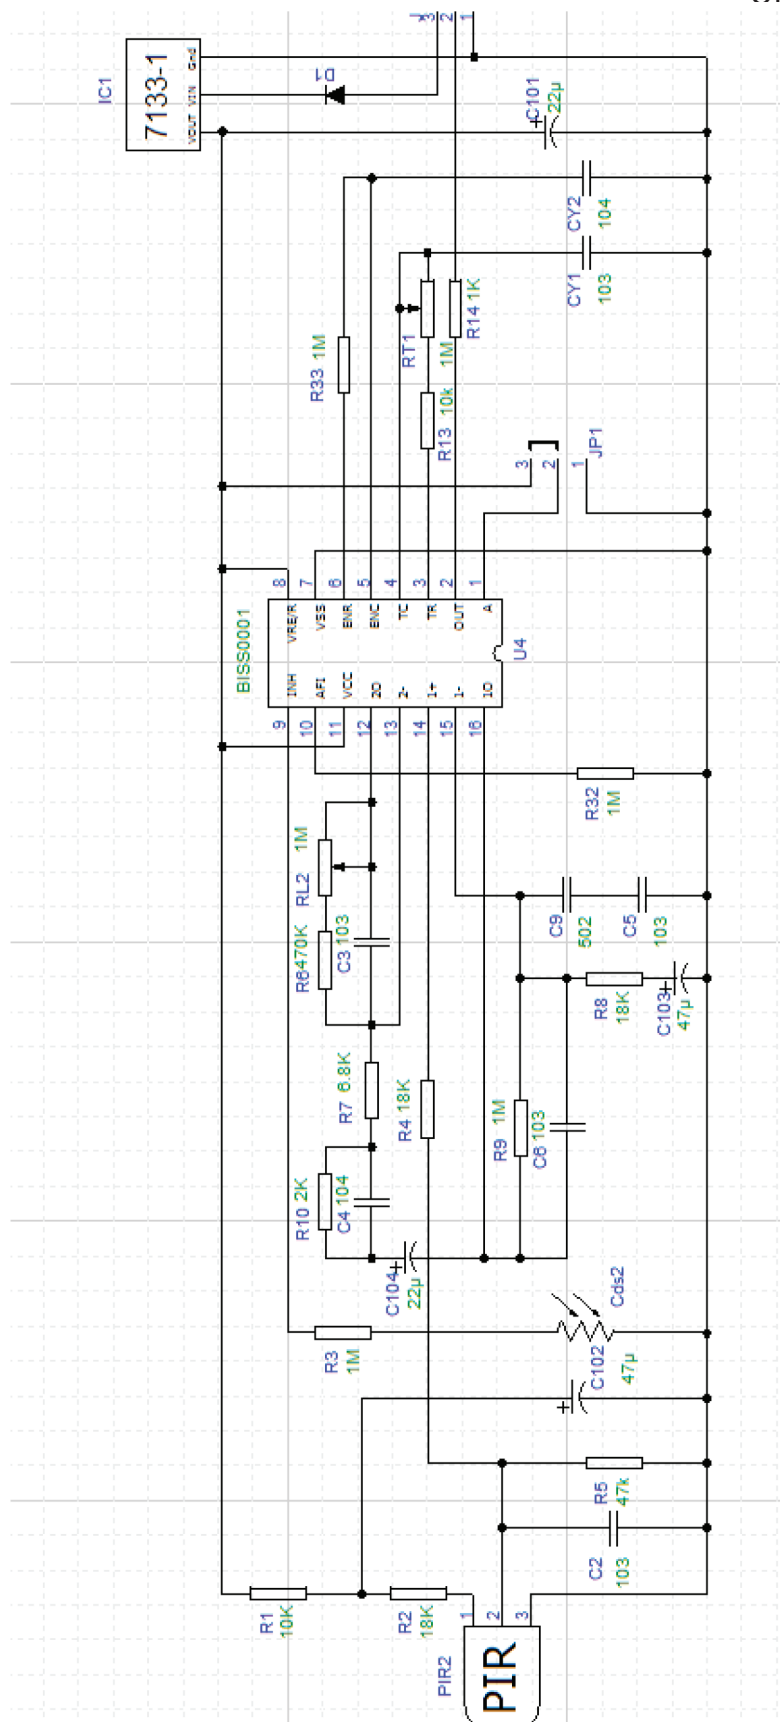 IC1
7133-1
Gnd
VIN
VOUT
D
J
3
2
1
C101
22µ
CY2
104
CY1
103
R33
1M
RT1
1M
R14
1K
R13
10k
JP1
3
2
1
BISS0001
U4
8
7
6
5
4
3
2
1
VRE/R
VSS
ENR
ENC
TC
TR
OUT
A
INH
AFI
VCC
2O
2-
1+
1-
1O
9
10
11
12
13
14
15
16
R32
1M
RL2
1M
R6
470K
C3
103
C9
502
C5
103
R8
18K
C103
47µ
R7
6.8K
R4
18K
R9
1M
C6
103
R10
2K
C4
104
C104
22µ
R3
1M
Cds2
C102
47µ
R5
47k
C2
103
R1
10K
R2
18K
1
2
3
PIR2
PIR